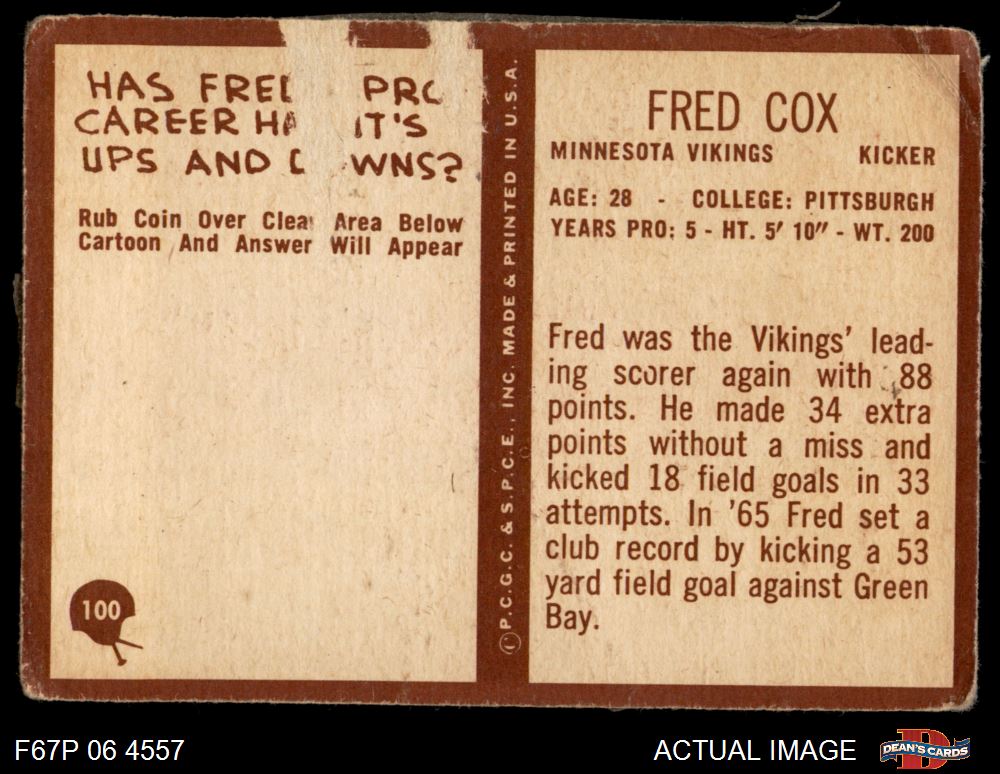 HAS FRED PRO
CAREER HA IT'S
UPS AND D WNS?
Rub Coin Over Clear Area Below
Cartoon And Answer Will Appear
100
© P.C.G.C. & S.P.C.E., INC. MADE & PRINTED IN U.S.A.
FRED COX
MINNESOTA VIKINGS KICKER
AGE: 28 - COLLEGE: PITTSBURGH
YEARS PRO: 5 - HT. 5' 10" - WT. 200
Fred was the Vikings' lead-
ing scorer again with 88
points. He made 34 extra
points without a miss and
kicked 18 field goals in 33
attempts. In '65 Fred set a
club record by kicking a 53
yard field goal against Green
Bay.
F67P 06 4557
ACTUAL IMAGE
DEAN'S CARDS